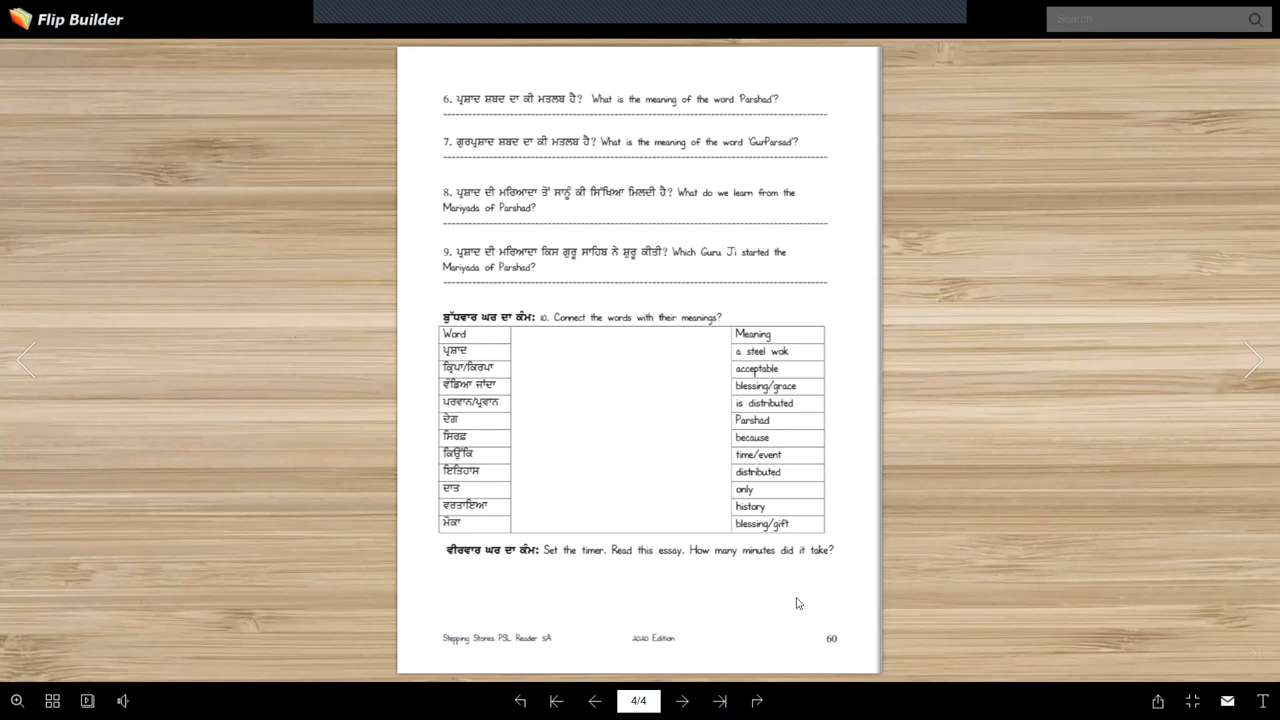 Flip Builder
Search
6. ਪ੍ਰਸ਼ਾਦ ਸ਼ਬਦ ਦਾ ਕੀ ਮਤਲਬ ਹੈ? What is the meaning of the word 'Parshad'?
7. ਗੁਰਪ੍ਰਸ਼ਾਦ ਸ਼ਬਦ ਦਾ ਕੀ ਮਤਲਬ ਹੈ? What is the meaning of the word 'GurParsad'?
8. ਪ੍ਰਸ਼ਾਦ ਦੀ ਮਰਿਆਦਾ ਤੋਂ ਸਾਨੂੰ ਕੀ ਸਿੱਖਿਆ ਮਿਲਦੀ ਹੈ? What do we learn from the
Mariyada of Parshad?
9. ਪ੍ਰਸ਼ਾਦ ਦੀ ਮਰਿਆਦਾ ਕਿਸ ਗੁਰੂ ਸਾਹਿਬ ਨੇ ਸ਼ੁਰੂ ਕੀਤੀ? Which Guru Ji started the
Mariyada of Parshad?
ਬੁੱਧਵਾਰ ਘਰ ਦਾ ਕੰਮ: 10. Connect the words with their meanings?
Word Meaning
ਪ੍ਰਸ਼ਾਦ a steel wok
ਕ੍ਰਿਪਾ/ਕਿਰਪਾ acceptable
ਵੰਡਿਆ ਜਾਂਦਾ blessing/grace
ਪਰਵਾਨ/ਪ੍ਰਵਾਨ is distributed
ਦੇਗ Parshad
ਸਿਰਫ਼ because
ਕਿਉਂਕਿ time/event
ਇਤਿਹਾਸ distributed
ਦਾਤ only
ਵਰਤਾਇਆ history
ਮੌਕਾ blessing/gift
ਵੀਰਵਾਰ ਘਰ ਦਾ ਕੰਮ: Set the timer. Read this essay. How many minutes did it take?
Stepping Stones PSL Reader 5A 2020 Edition 60
4/4